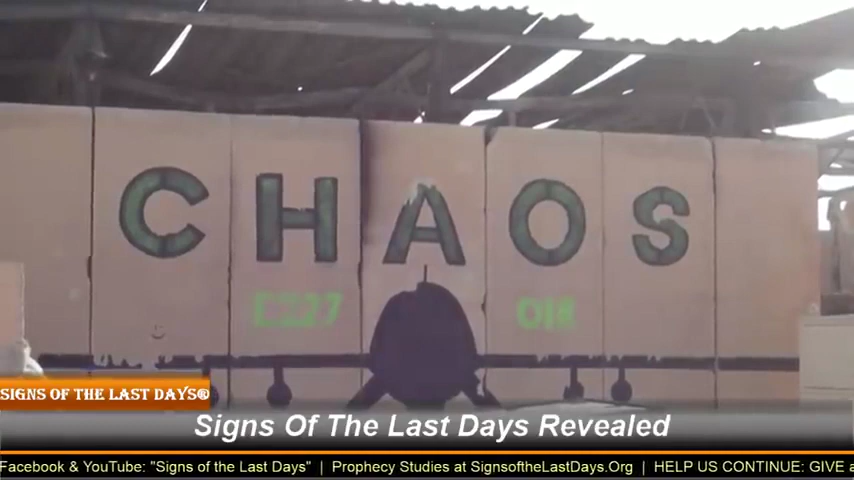 CHAOS
018
SIGNS OF THE LAST DAYS®
Signs Of The Last Days Revealed
Facebook & YouTube: "Signs of the Last Days" | Prophecy Studies at SignsoftheLastDays.Org | HELP US CONTINUE: GIVE